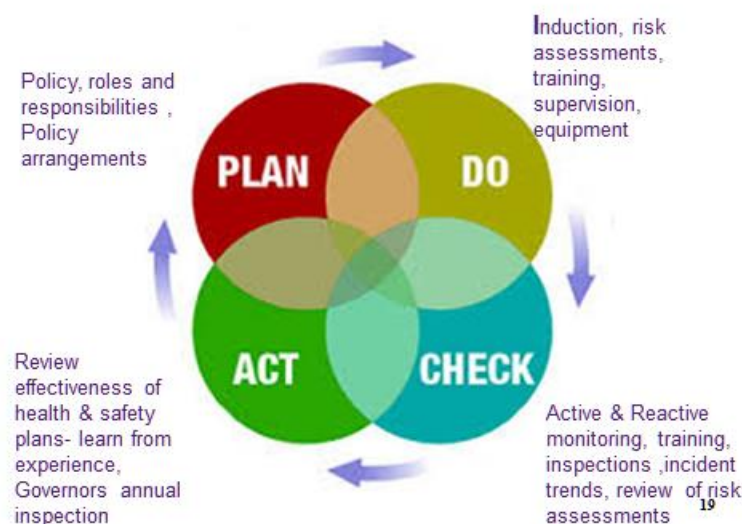 Policy, roles and
responsibilities ,
Policy
arrangements
Induction, risk
assessments,
training,
supervision,
equipment
PLAN
DO
ACT
CHECK
Review
effectiveness of
health & safety
plans- learn from
experience,
Governors annual
inspection
Active & Reactive
monitoring, training,
inspections ,incident
trends, review of risk
assessments
19